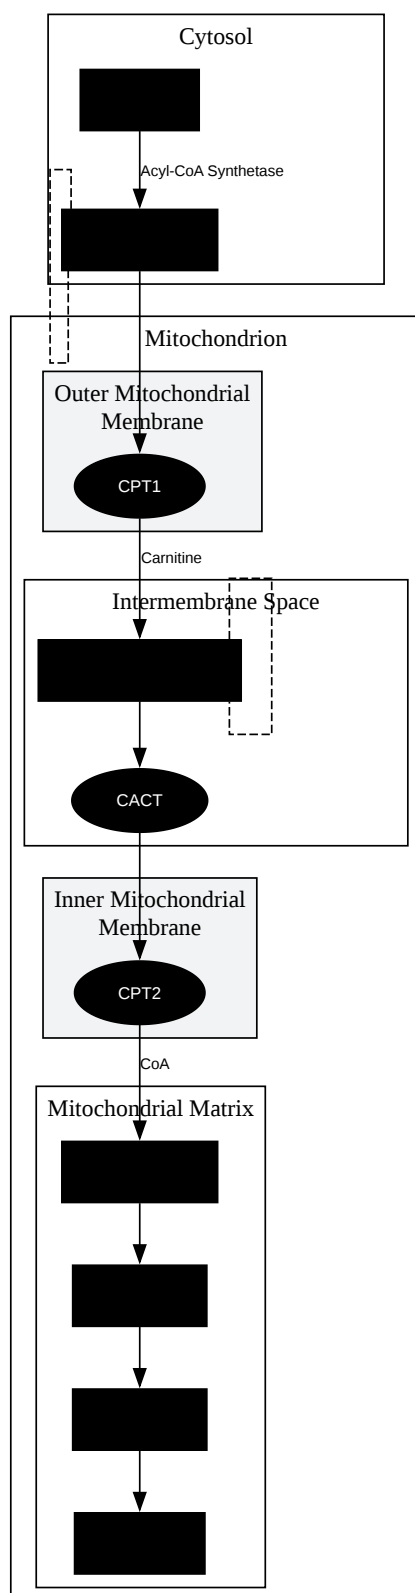 Cytosol
Acyl-CoA Synthetase
Mitochondrion
Outer Mitochondrial
Membrane
CPT1
Carnitine
Intermembrane Space
CACT
Inner Mitochondrial
Membrane
CPT2
CoA
Mitochondrial Matrix